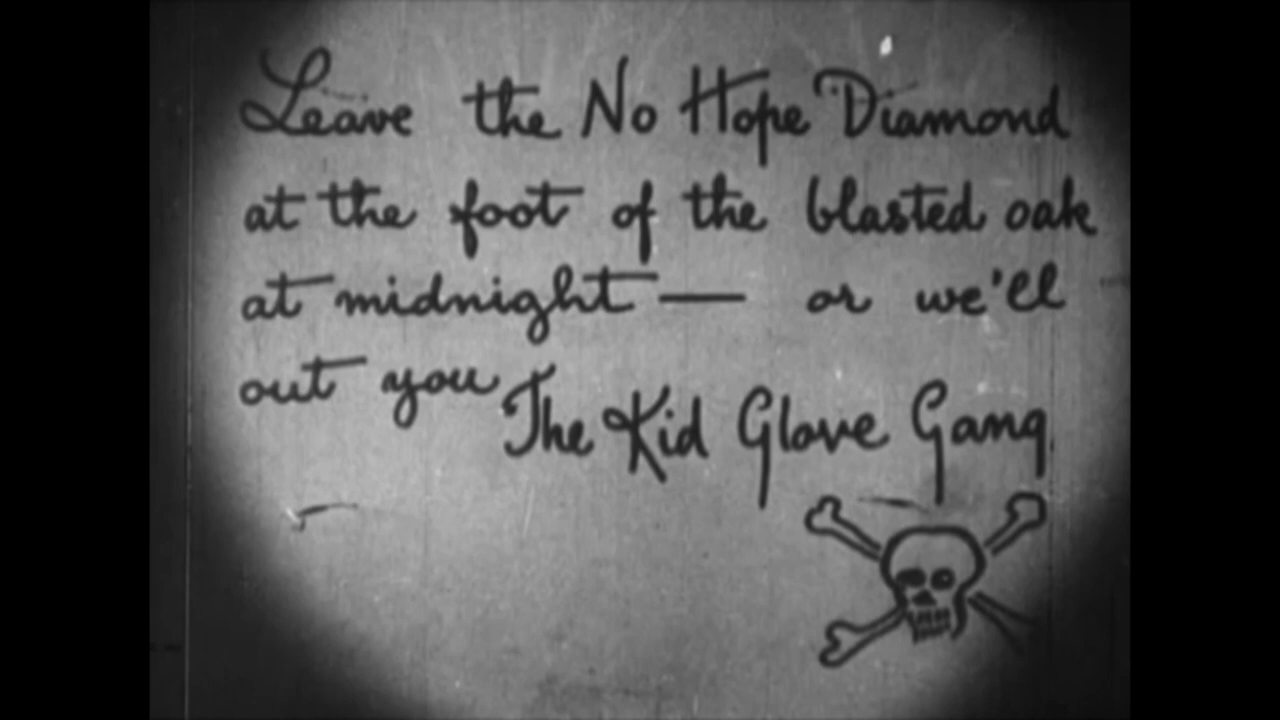 Leave the No Hope Diamond
at the foot of the blasted oak
at midnight — or we'll
out you
The Kid Glove Gang